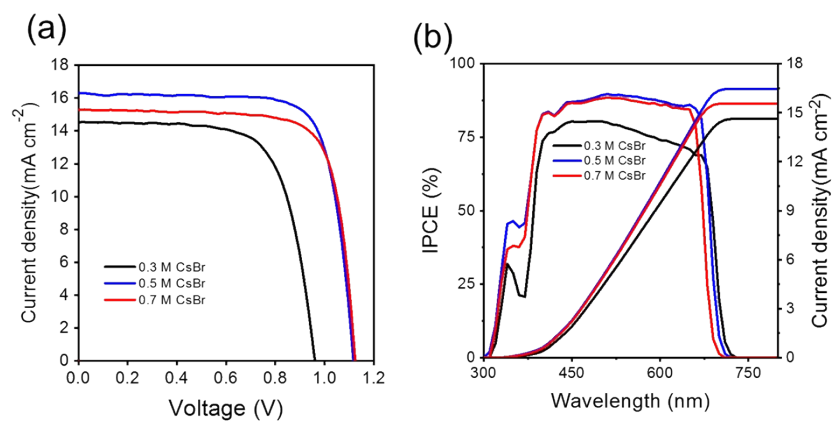 (a)
18
16
14
12
10
8
6
4
2
0
0.0 0.2 0.4 0.6 0.8 1.0 1.2
Current density(mA cm-2)
Voltage (V)
0.3 M CsBr
0.5 M CsBr
0.7 M CsBr
(b)
100
75
50
25
0
300 450 600 750
18
15
12
9
6
3
0
IPCE (%)
Wavelength (nm)
Current density(mA cm-2)
0.3 M CsBr
0.5 M CsBr
0.7 M CsBr